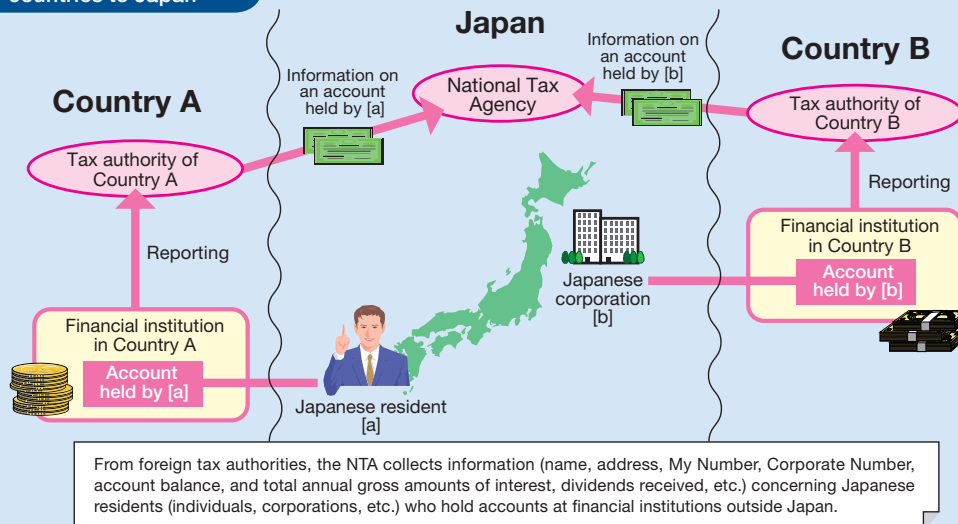 countries to Japan
Japan
Country A
Country B
Information on
an account
held by [a]
National Tax
Agency
Information on
an account
held by [b]
Tax authority of
Country A
Tax authority of
Country B
Reporting
Reporting
Financial institution
in Country A
Account
held by [a]
Japanese resident
[a]
Japanese
corporation
[b]
Financial institution
in Country B
Account
held by [b]
From foreign tax authorities, the NTA collects information (name, address, My Number, Corporate Number,
account balance, and total annual gross amounts of interest, dividends received, etc.) concerning Japanese
residents (individuals, corporations, etc.) who hold accounts at financial institutions outside Japan.